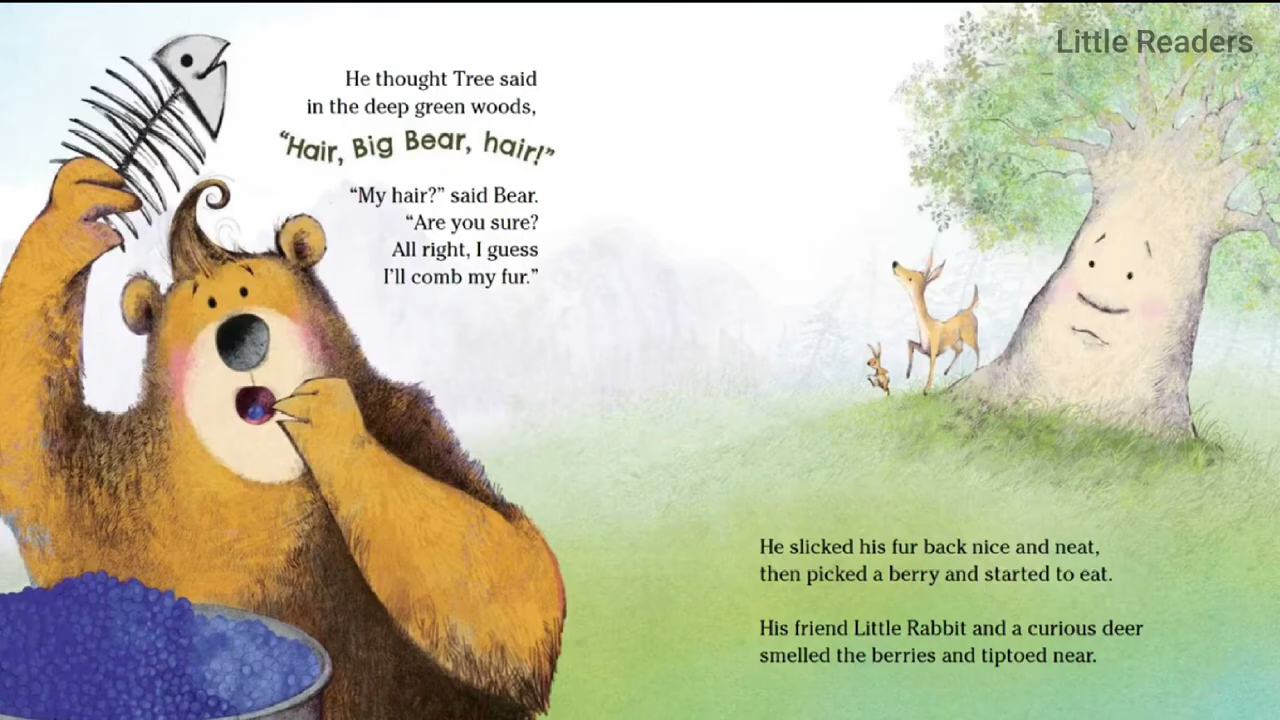 Little Readers
He thought Tree said
in the deep green woods,
“Hair, Big Bear, hair!”
“My hair?” said Bear.
“Are you sure?
All right, I guess
I’ll comb my fur.”
He slicked his fur back nice and neat,
then picked a berry and started to eat.
His friend Little Rabbit and a curious deer
smelled the berries and tiptoed near.